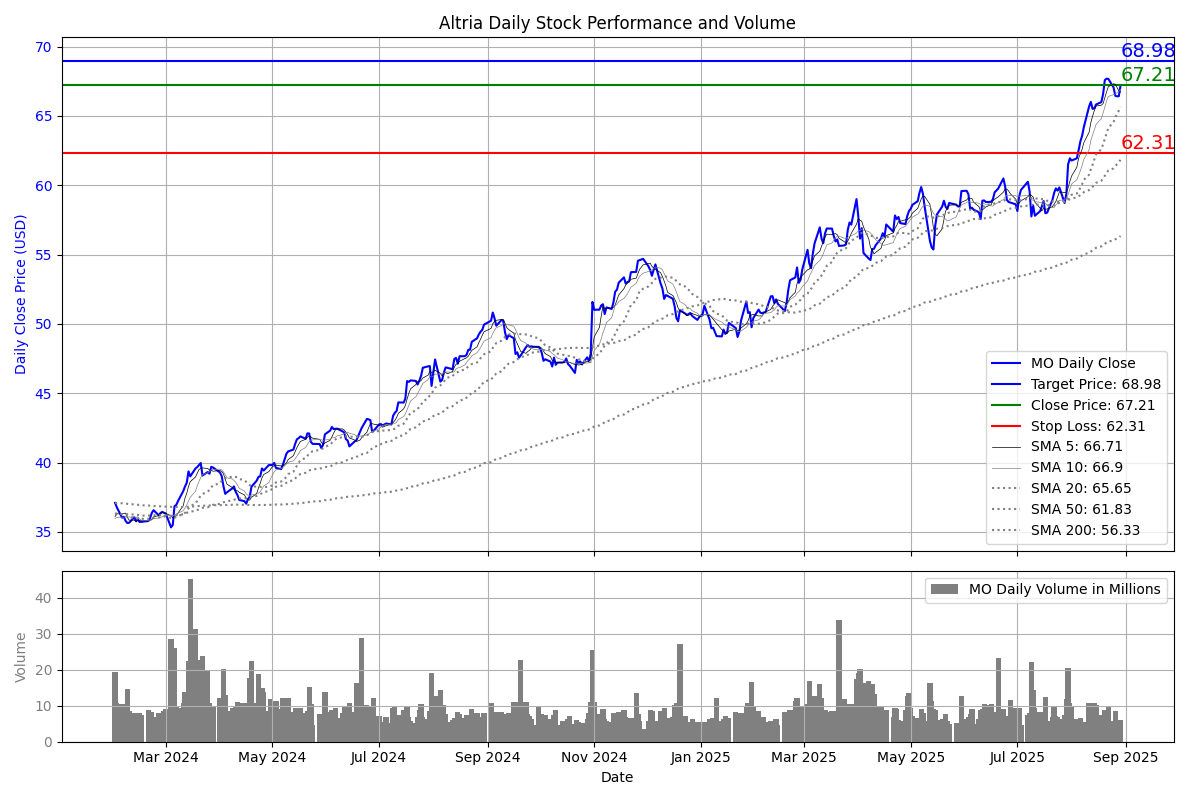 Altria Daily Stock Performance and Volume
70
65
60
55
50
45
40
35
Daily Close Price (USD)
68.98
67.21
62.31
MO Daily Close
Target Price: 68.98
Close Price: 67.21
Stop Loss: 62.31
SMA 5: 66.71
SMA 10: 66.9
SMA 20: 65.65
SMA 50: 61.83
SMA 200: 56.33
40
30
20
10
0
Volume
MO Daily Volume in Millions
Mar 2024
May 2024
Jul 2024
Sep 2024
Nov 2024
Jan 2025
Mar 2025
May 2025
Jul 2025
Sep 2025
Date